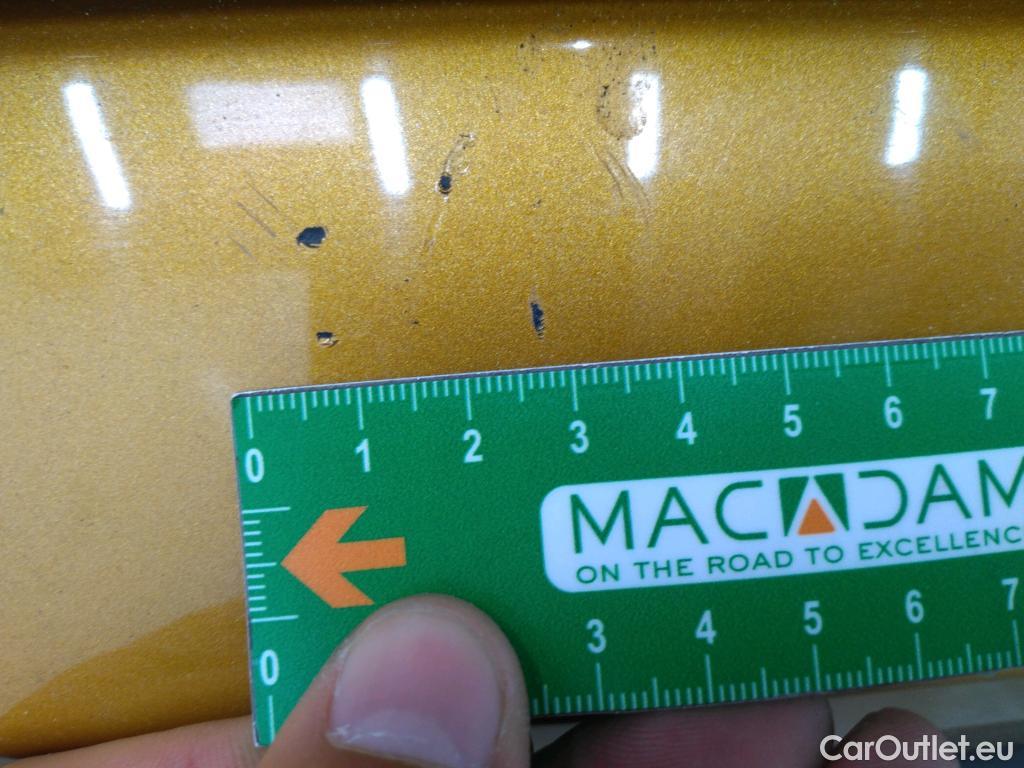 0 1 2 3 4 5 6 7
MACADAM
ON THE ROAD TO EXCELLENC
0 3 4 5 6 7
CarOutlet.eu